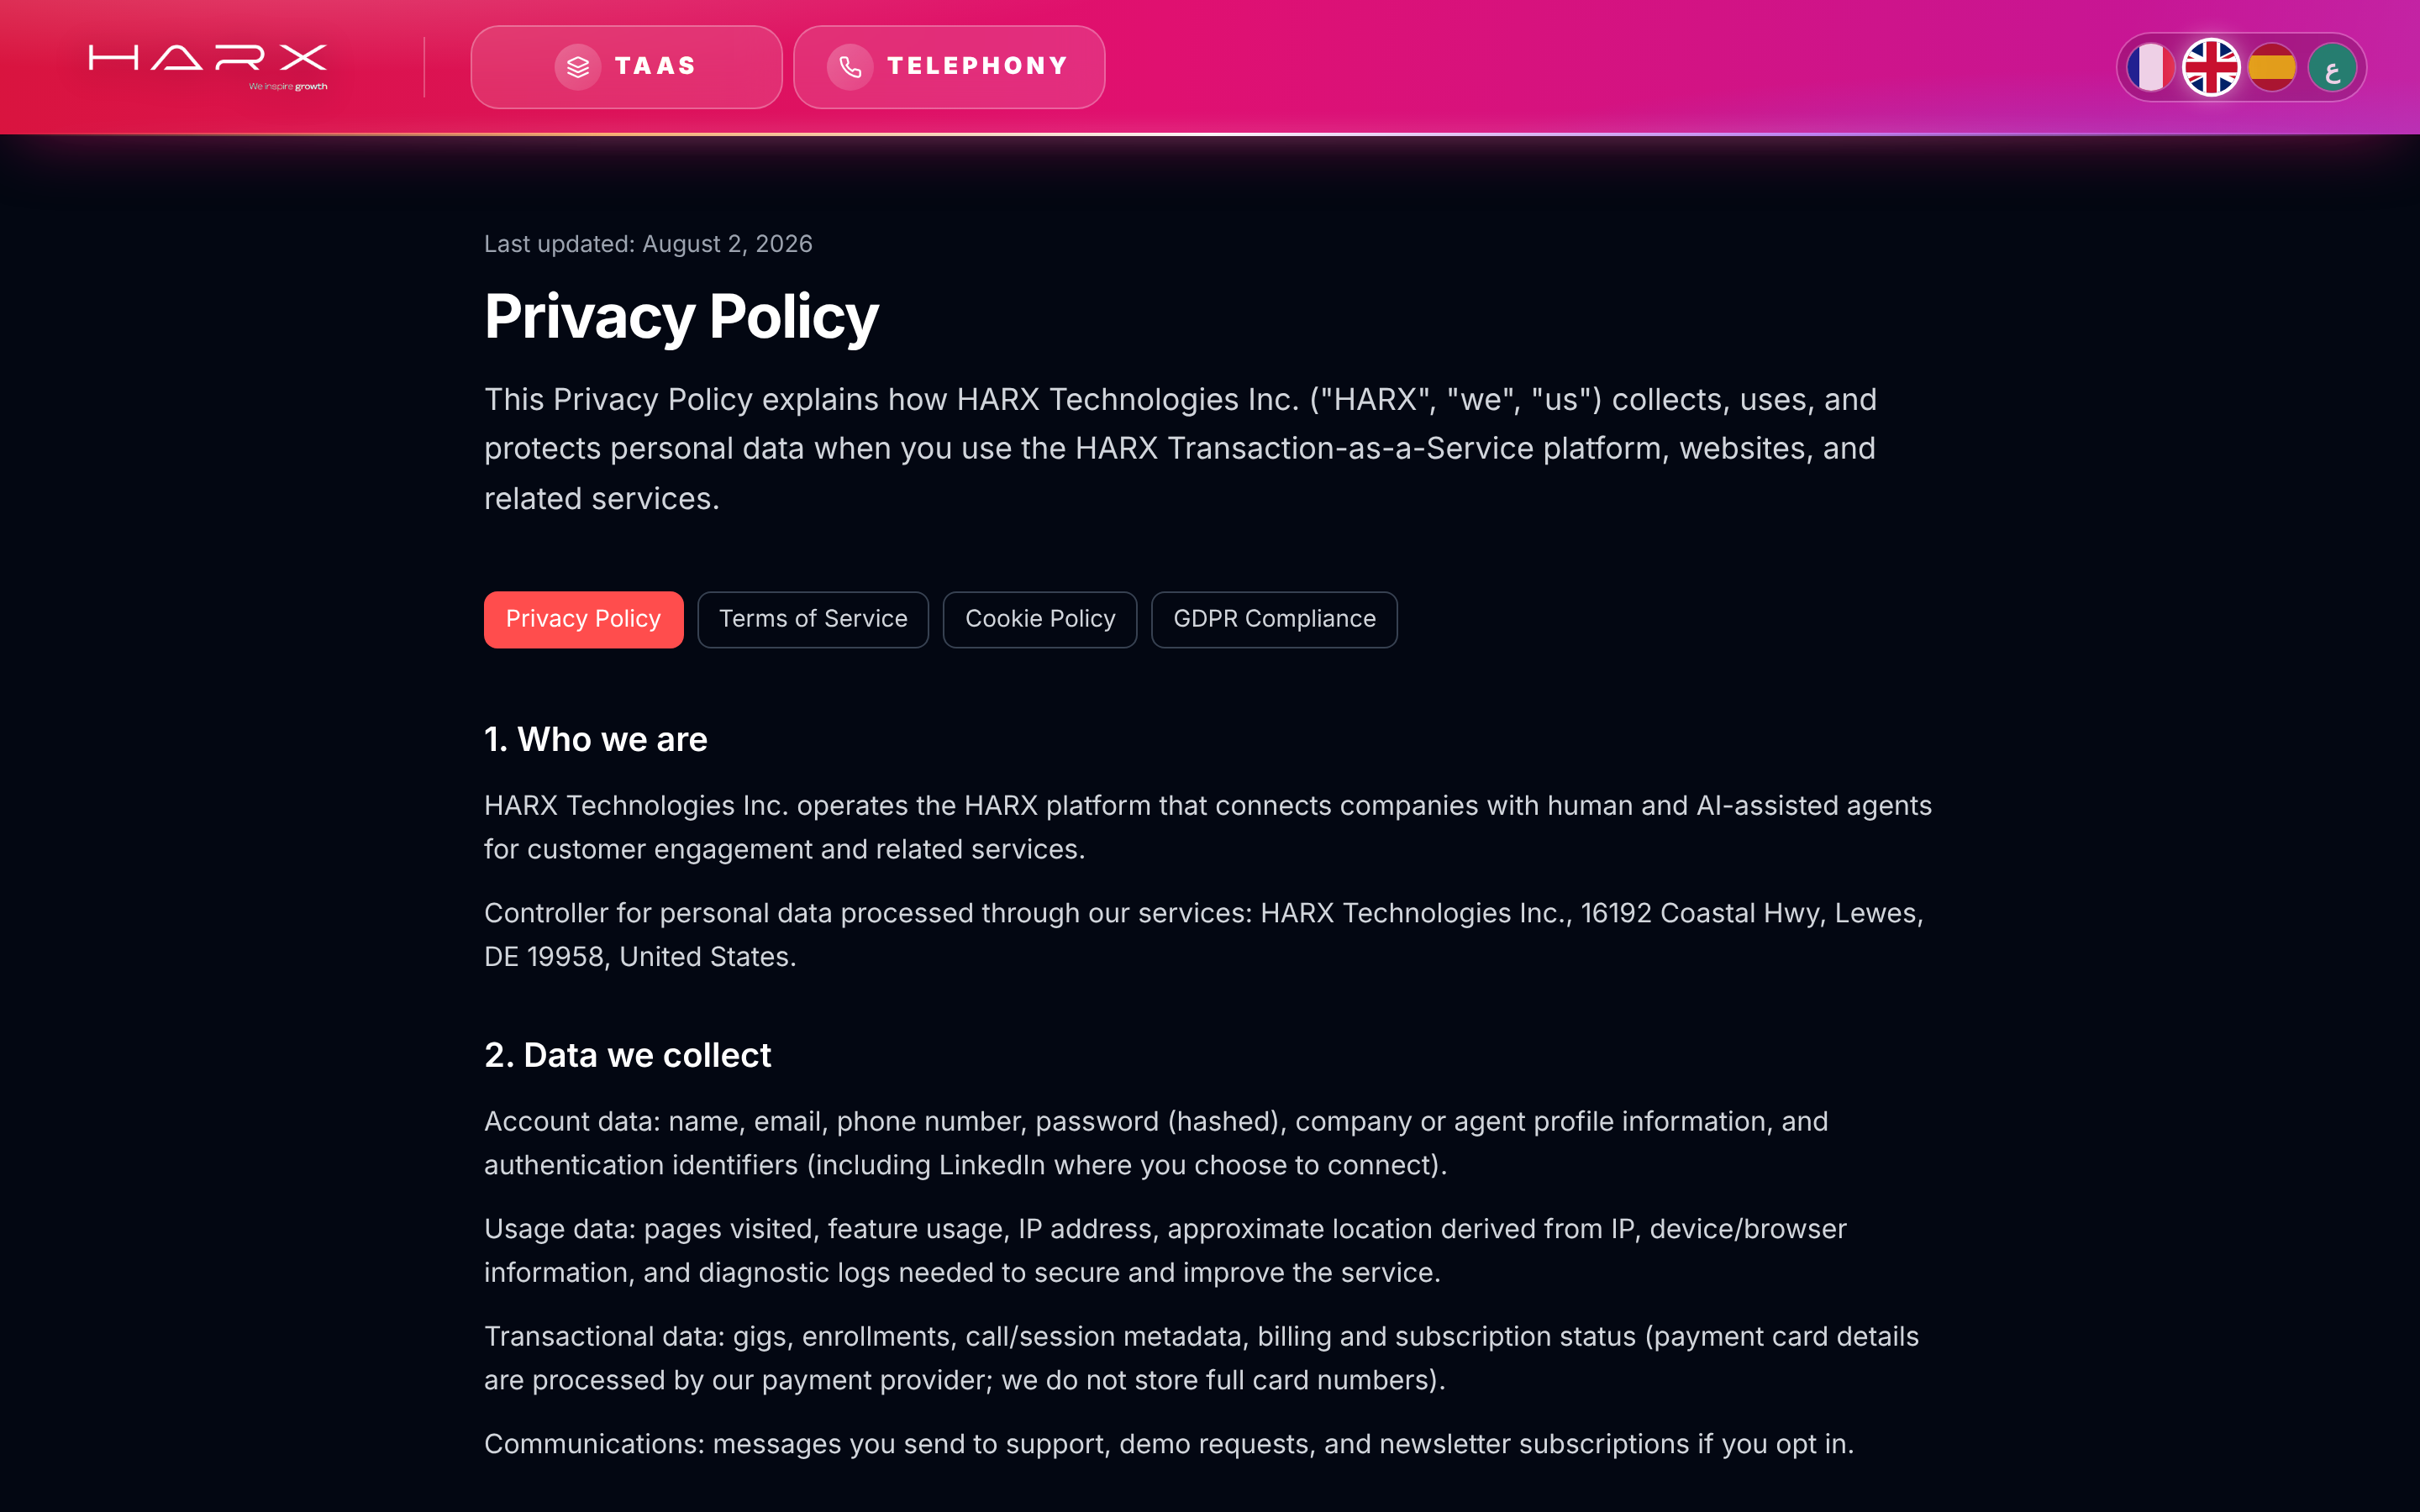 HARX
We inspire growth
TAAS
TELEPHONY
ع
Last updated: August 2, 2026
Privacy Policy
This Privacy Policy explains how HARX Technologies Inc. ("HARX", "we", "us") collects, uses, and
protects personal data when you use the HARX Transaction-as-a-Service platform, websites, and
related services.
Privacy Policy
Terms of Service
Cookie Policy
GDPR Compliance
1. Who we are
HARX Technologies Inc. operates the HARX platform that connects companies with human and AI-assisted agents
for customer engagement and related services.
Controller for personal data processed through our services: HARX Technologies Inc., 16192 Coastal Hwy, Lewes,
DE 19958, United States.
2. Data we collect
Account data: name, email, phone number, password (hashed), company or agent profile information, and
authentication identifiers (including LinkedIn where you choose to connect).
Usage data: pages visited, feature usage, IP address, approximate location derived from IP, device/browser
information, and diagnostic logs needed to secure and improve the service.
Transactional data: gigs, enrollments, call/session metadata, billing and subscription status (payment card details
are processed by our payment provider; we do not store full card numbers).
Communications: messages you send to support, demo requests, and newsletter subscriptions if you opt in.